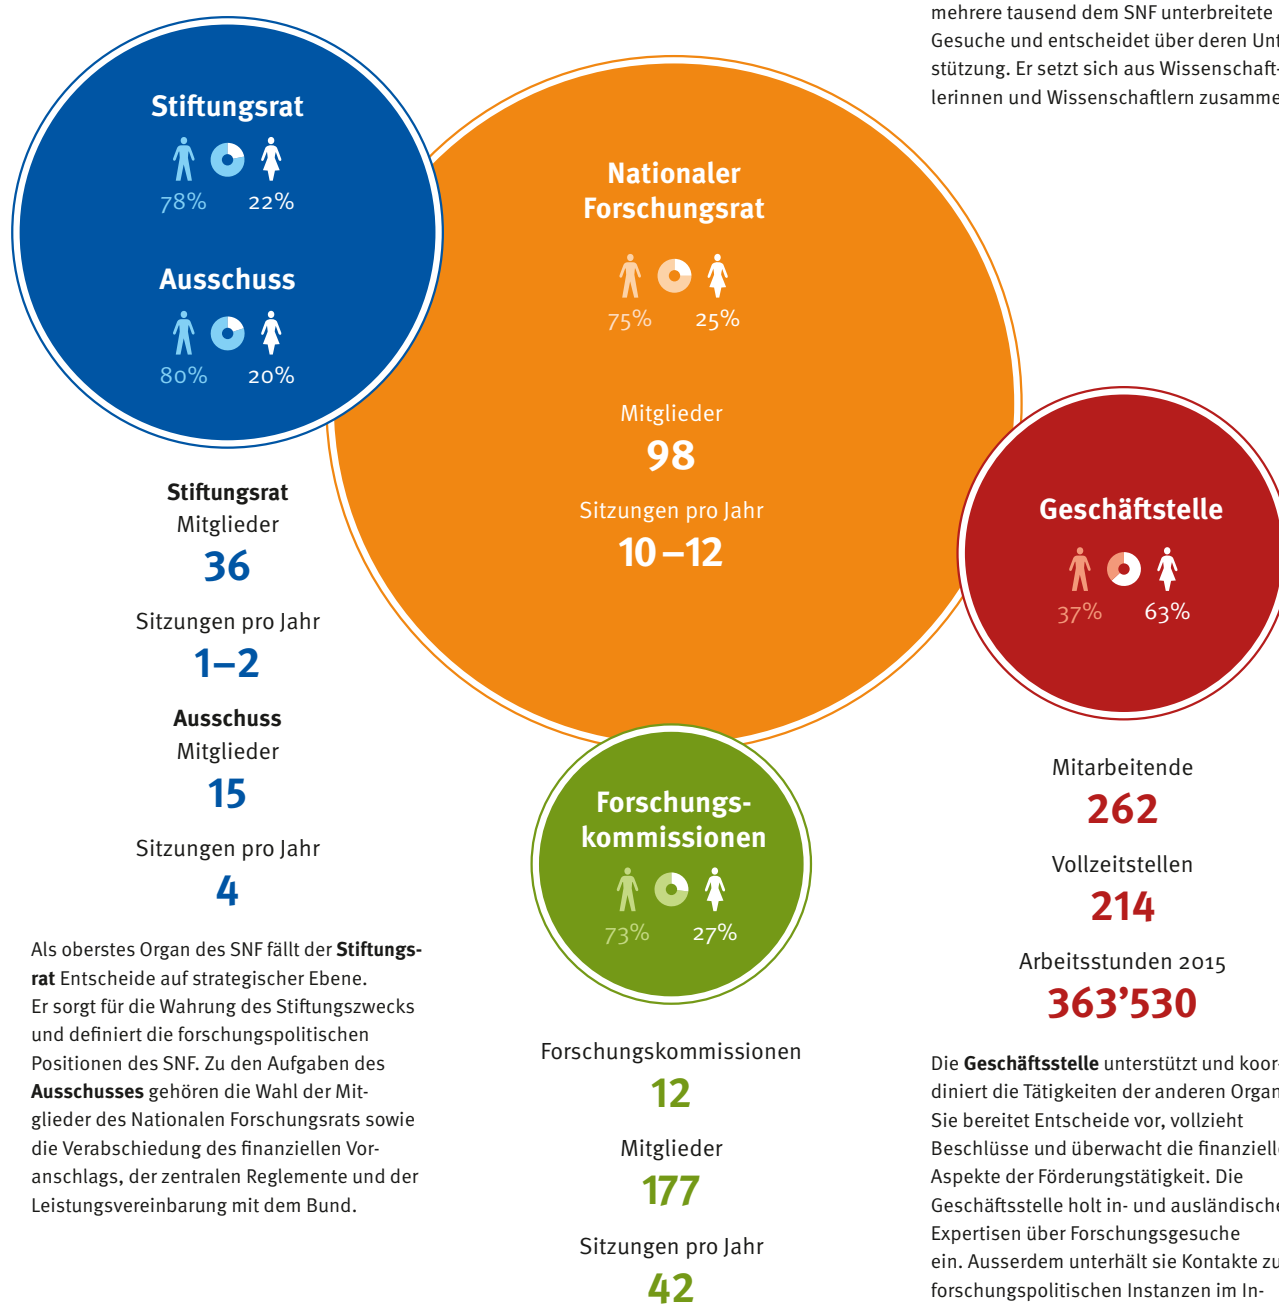 mehrere tausend dem SNF unterbreitete
Gesuche und entscheidet über deren Unt
stützung. Er setzt sich aus Wissenschaft-
lerinnen und Wissenschaftlern zusamme
Stiftungsrat
78% 22%
Ausschuss
80% 20%
Nationaler
Forschungsrat
75% 25%
Mitglieder
98
Sitzungen pro Jahr
10–12
Geschäftstelle
37% 63%
Stiftungsrat
Mitglieder
36
Sitzungen pro Jahr
1–2
Ausschuss
Mitglieder
15
Sitzungen pro Jahr
4
Als oberstes Organ des SNF fällt der Stiftungs-
rat Entscheide auf strategischer Ebene.
Er sorgt für die Wahrung des Stiftungszwecks
und definiert die forschungspolitischen
Positionen des SNF. Zu den Aufgaben des
Ausschusses gehören die Wahl der Mit-
glieder des Nationalen Forschungsrats sowie
die Verabschiedung des finanziellen Vor-
anschlags, der zentralen Reglemente und der
Leistungsvereinbarung mit dem Bund.
Forschungs-
kommissionen
73% 27%
Forschungskommissionen
12
Mitglieder
177
Sitzungen pro Jahr
42
Mitarbeitende
262
Vollzeitstellen
214
Arbeitsstunden 2015
363’530
Die Geschäftsstelle unterstützt und koor-
diniert die Tätigkeiten der anderen Organ
Sie bereitet Entscheide vor, vollzieht
Beschlüsse und überwacht die finanzielle
Aspekte der Förderungstätigkeit. Die
Geschäftsstelle holt in- und ausländische
Expertisen über Forschungsgesuche
ein. Ausserdem unterhält sie Kontakte zu
forschungspolitischen Instanzen im In-